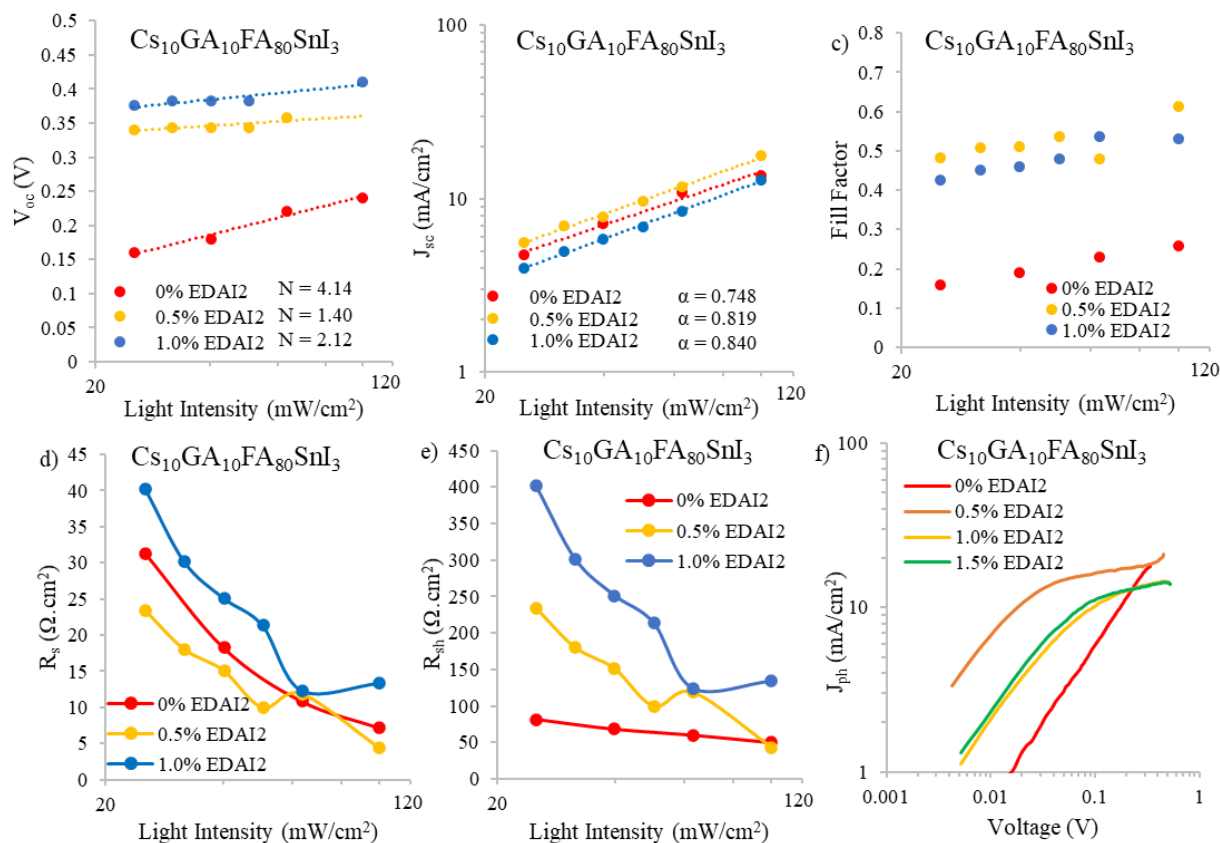 Cs₁₀GA₁₀FA₈₀SnI₃
0.5
0.45
0.4
0.35
0.3
0.25
0.2
0.15
0.1
0.05
0
V_oc (V)
0% EDAI2 N = 4.14
0.5% EDAI2 N = 1.40
1.0% EDAI2 N = 2.12
20 120
Light Intensity (mW/cm²)
Cs₁₀GA₁₀FA₈₀SnI₃
100
10
1
J_sc (mA/cm²)
0% EDAI2 α = 0.748
0.5% EDAI2 α = 0.819
1.0% EDAI2 α = 0.840
20 120
Light Intensity (mW/cm²)
c) Cs₁₀GA₁₀FA₈₀SnI₃
0.8
0.7
0.6
0.5
0.4
0.3
0.2
0.1
0
Fill Factor
0% EDAI2
0.5% EDAI2
1.0% EDAI2
20 120
Light Intensity (mW/cm²)
d) Cs₁₀GA₁₀FA₈₀SnI₃
45
40
35
30
25
20
15
10
5
0
R_s (Ω.cm²)
0% EDAI2
0.5% EDAI2
1.0% EDAI2
20 120
Light Intensity (mW/cm²)
e) Cs₁₀GA₁₀FA₈₀SnI₃
450
400
350
300
250
200
150
100
50
0
R_sh (Ω.cm²)
0% EDAI2
0.5% EDAI2
1.0% EDAI2
20 120
Light Intensity (mW/cm²)
f) Cs₁₀GA₁₀FA₈₀SnI₃
100
10
1
J_ph (mA/cm²)
0% EDAI2
0.5% EDAI2
1.0% EDAI2
1.5% EDAI2
0.001 0.01 0.1 1
Voltage (V)